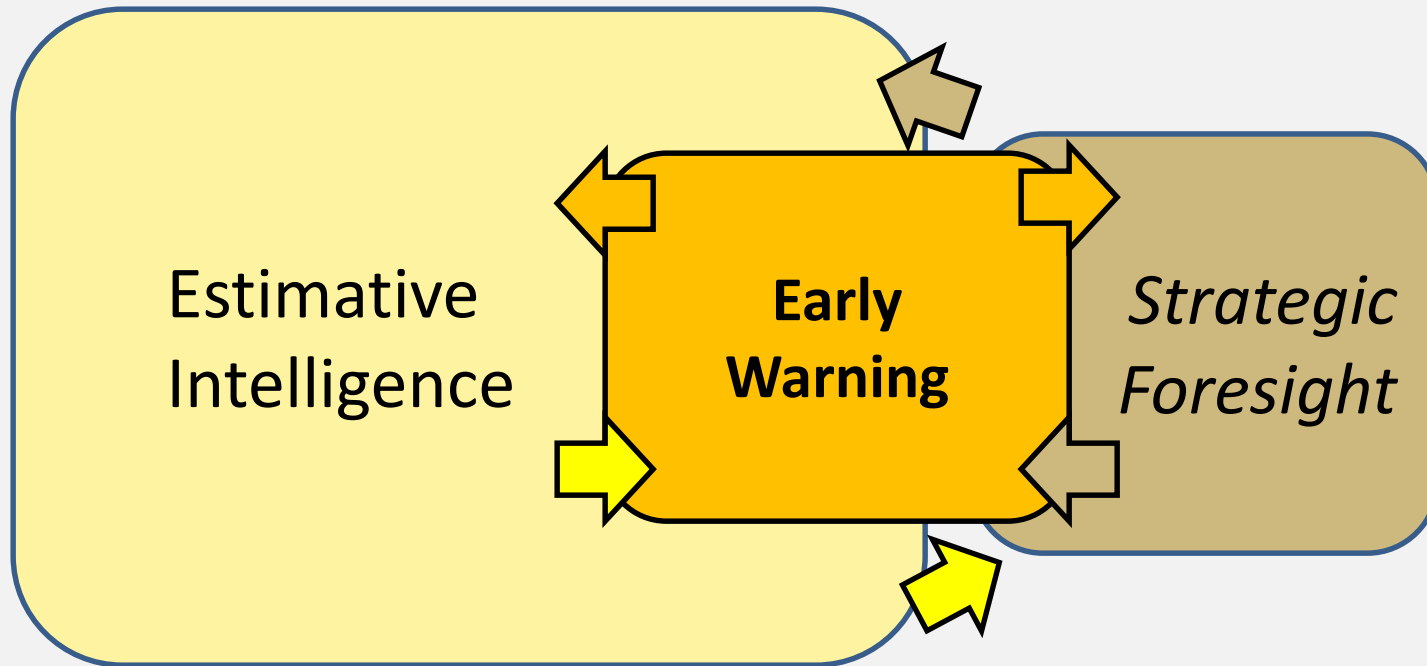 Estimative
Intelligence
Early
Warning
Strategic
Foresight